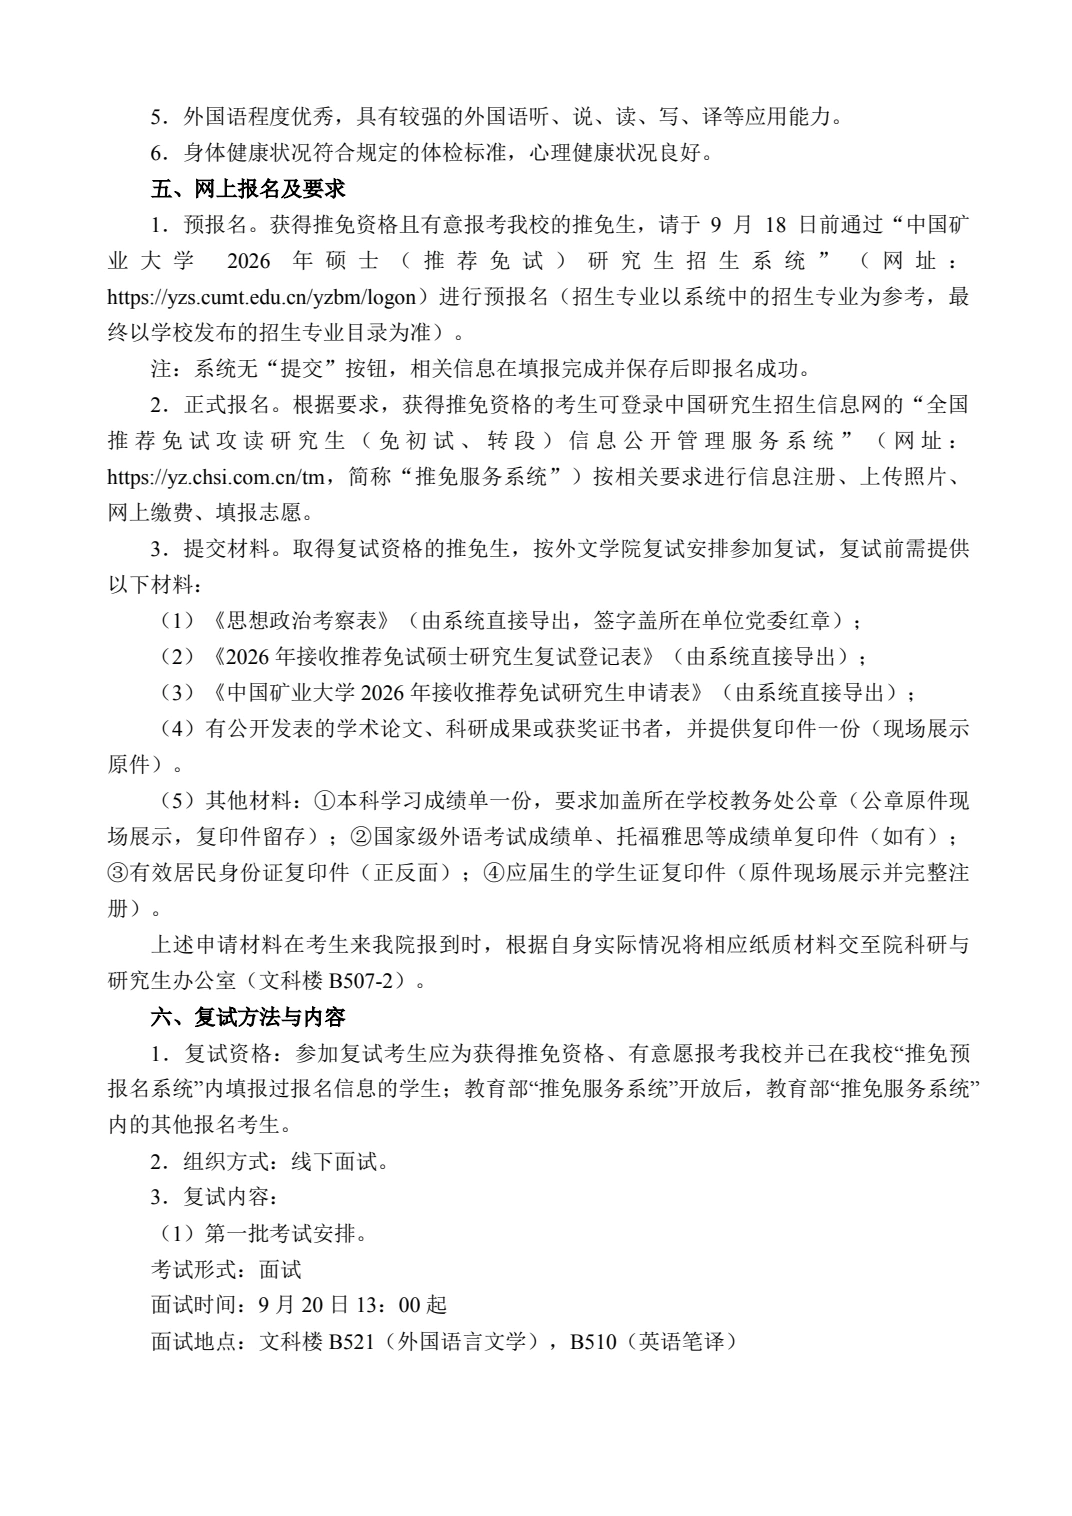 5．外国语程度优秀，具有较强的外国语听、说、读、写、译等应用能力。
6．身体健康状况符合规定的体检标准，心理健康状况良好。
五、网上报名及要求
1．预报名。获得推免资格且有意报考我校的推免生，请于 9 月 18 日前通过“中国矿
业大学 2026 年硕士（推荐免试）研究生招生系统”（网址：
https://yzs.cumt.edu.cn/yzbm/logon）进行预报名（招生专业以系统中的招生专业为参考，最
终以学校发布的招生专业目录为准）。
注：系统无“提交”按钮，相关信息在填报完成并保存后即报名成功。
2．正式报名。根据要求，获得推免资格的考生可登录中国研究生招生信息网的“全国
推荐免试攻读研究生（免初试、转段）信息公开管理服务系统”（网址：
https://yz.chsi.com.cn/tm，简称“推免服务系统”）按相关要求进行信息注册、上传照片、
网上缴费、填报志愿。
3．提交材料。取得复试资格的推免生，按外文学院复试安排参加复试，复试前需提供
以下材料：
（1）《思想政治考察表》（由系统直接导出，签字盖所在单位党委红章）；
（2）《2026 年接收推荐免试硕士研究生复试登记表》（由系统直接导出）；
（3）《中国矿业大学 2026 年接收推荐免试研究生申请表》（由系统直接导出）；
（4）有公开发表的学术论文、科研成果或获奖证书者，并提供复印件一份（现场展示
原件）。
（5）其他材料：①本科学习成绩单一份，要求加盖所在学校教务处公章（公章原件现
场展示，复印件留存）；②国家级外语考试成绩单、托福雅思等成绩单复印件（如有）；
③有效居民身份证复印件（正反面）；④应届生的学生证复印件（原件现场展示并完整注
册）。
上述申请材料在考生来我院报到时，根据自身实际情况将相应纸质材料交至院科研与
研究生办公室（文科楼 B507-2）。
六、复试方法与内容
1．复试资格：参加复试考生应为获得推免资格、有意愿报考我校并已在我校“推免预
报名系统”内填报过报名信息的学生；教育部“推免服务系统”开放后，教育部“推免服务系统”
内的其他报名考生。
2．组织方式：线下面试。
3．复试内容：
（1）第一批考试安排。
考试形式：面试
面试时间：9 月 20 日 13：00 起
面试地点：文科楼 B521（外国语言文学），B510（英语笔译）